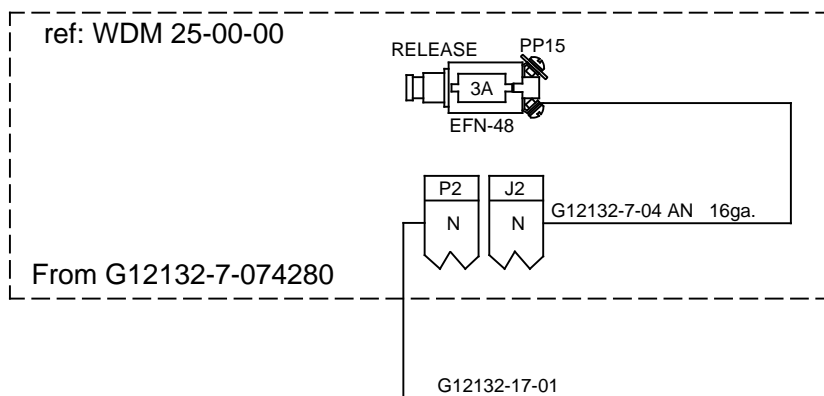 ref: WDM 25-00-00
RELEASE
PP15
3A
EFN-48
P2
J2
N
N
G12132-7-04 AN 16ga.
From G12132-7-074280
G12132-17-01